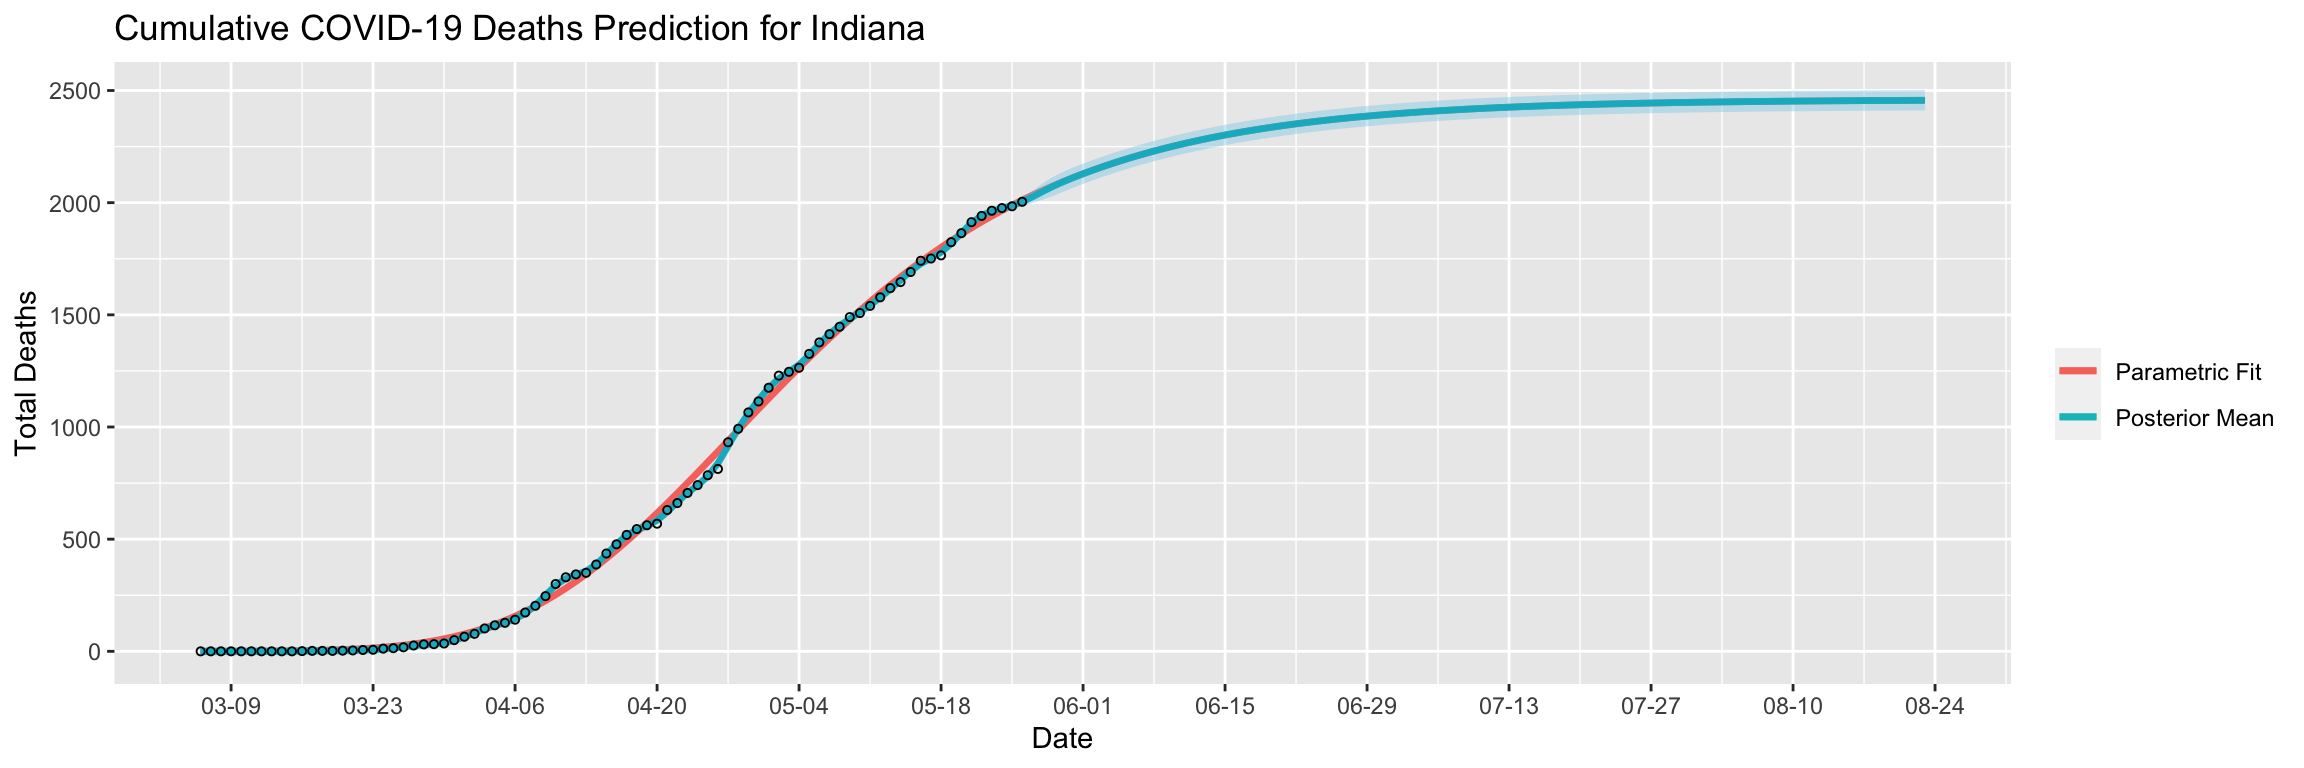 Cumulative COVID-19 Deaths Prediction for Indiana
2500
2000
1500
1000
500
0
Total Deaths
03-09 03-23 04-06 04-20 05-04 05-18 06-01 06-15 06-29 07-13 07-27 08-10 08-24
Date
Parametric Fit
Posterior Mean